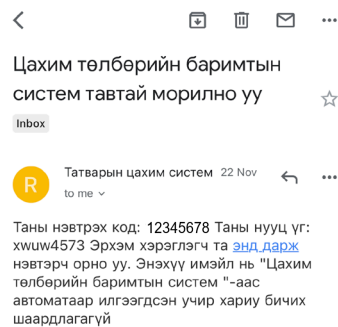 Цахим төлбөрийн баримтын
систем тавтай морилно уу
Inbox
R
Татварын цахим систем 22 Nov
to me
Таны нэвтрэх код: 12345678 Таны нууц үг:
xwuw4573 Эрхэм хэрэглэгч та энд дарж
нэвтэрч орно уу. Энэхүү имэйл нь "Цахим
төлбөрийн баримтын систем "-аас
автоматаар илгээгдсэн учир хариу бичих
шаардлагагүй